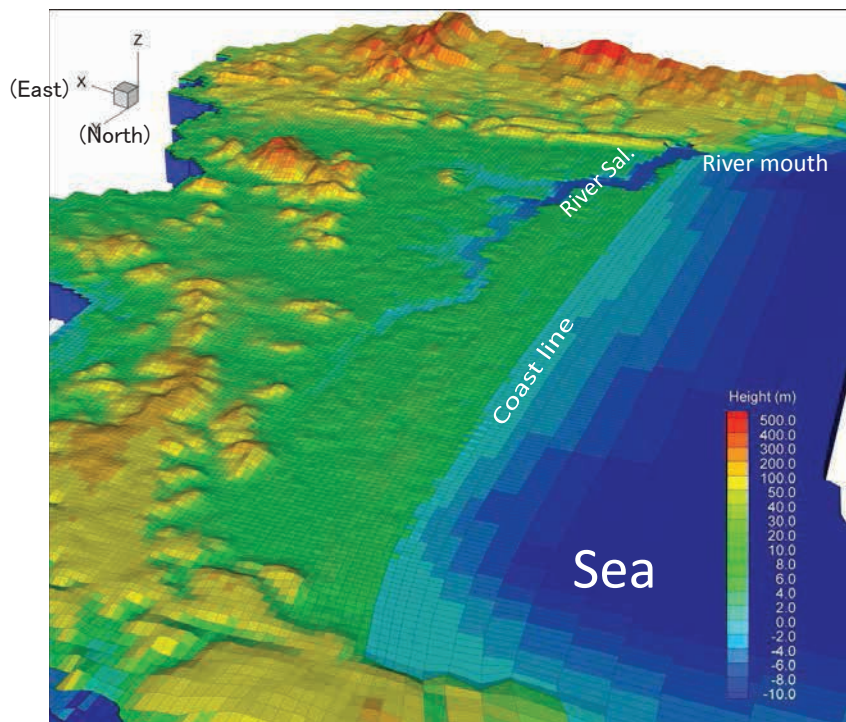 z
(East)
x
Y
(North)
River Sal.
River mouth
Coast line
Sea
Height (m)
500.0
400.0
300.0
200.0
100.0
50.0
40.0
30.0
20.0
10.0
8.0
6.0
4.0
2.0
0.0
-2.0
-4.0
-6.0
-8.0
-10.0